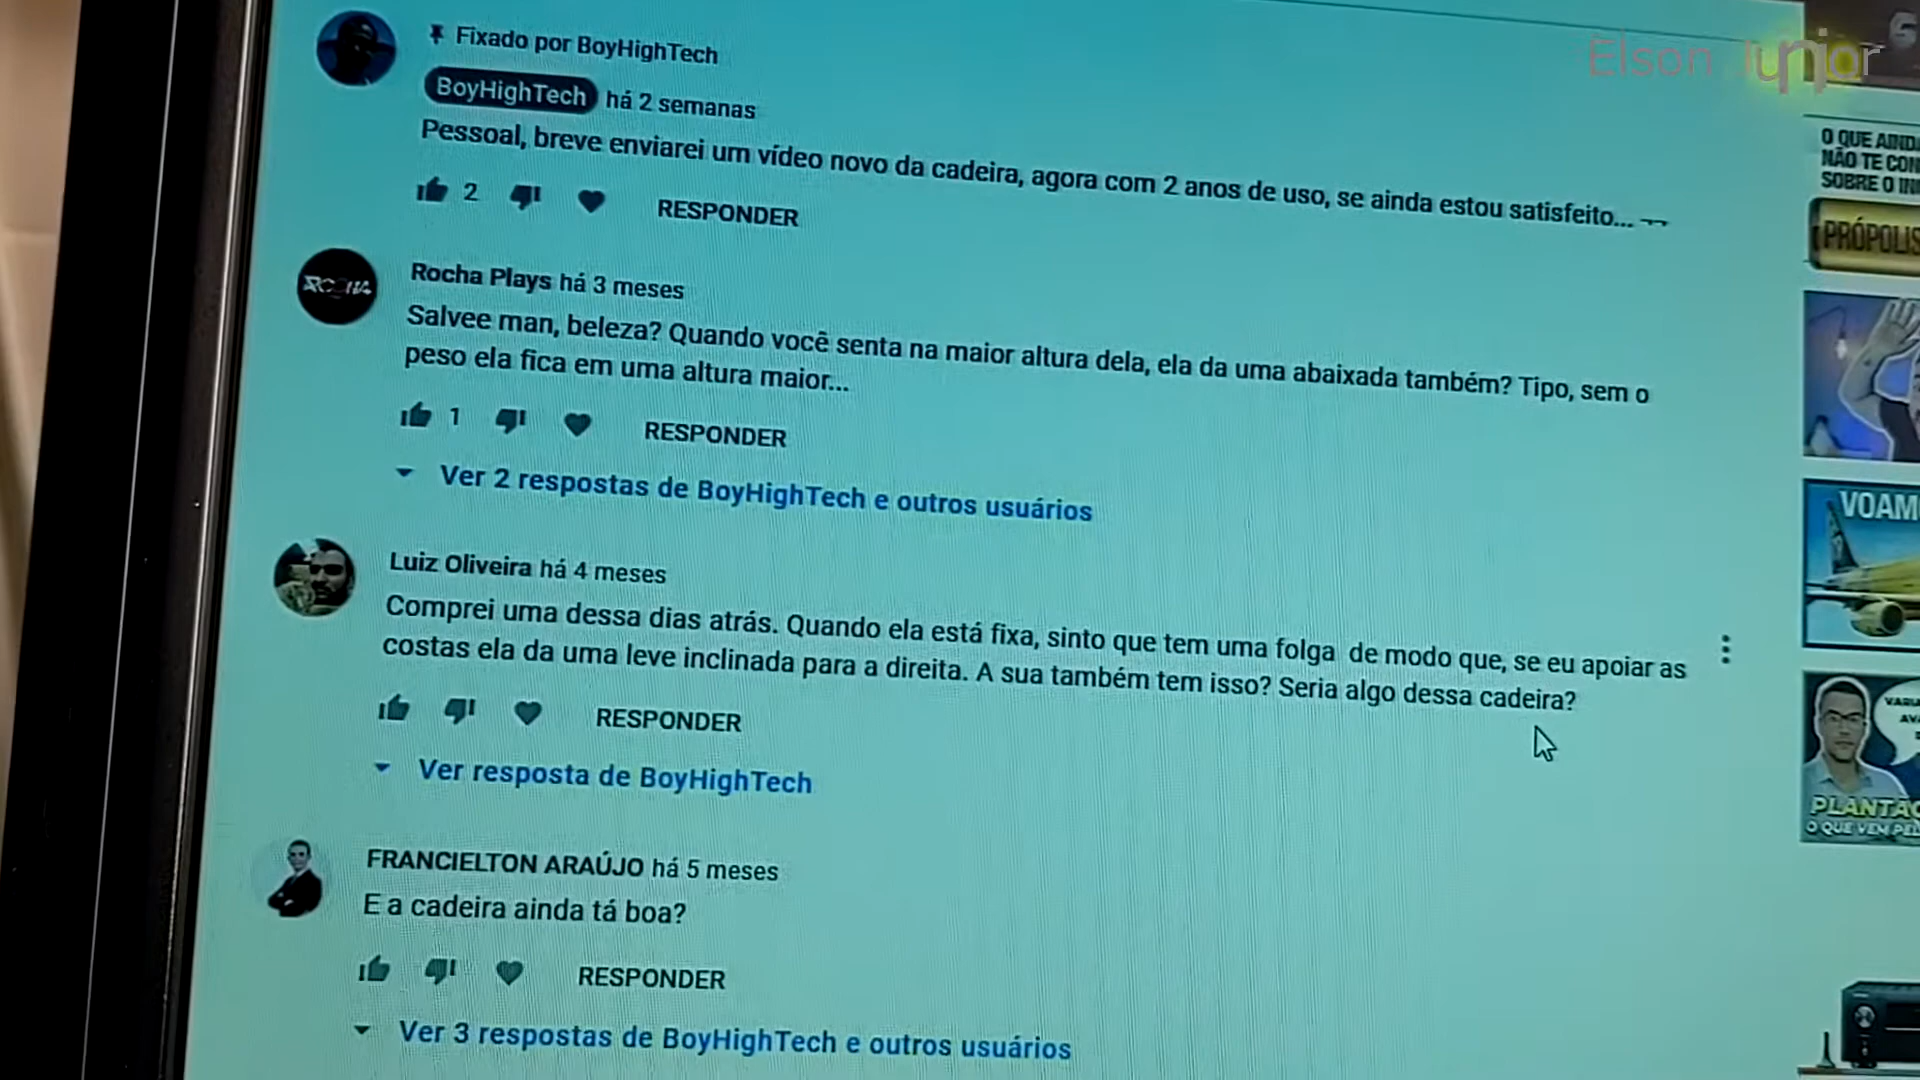 Elson Junior
Fixado por BoyHighTech
BoyHighTech há 2 semanas
Pessoal, breve enviarei um vídeo novo da cadeira, agora com 2 anos de uso, se ainda estou satisfeito...
2
RESPONDER
Rocha Plays há 3 meses
Salvee man, beleza? Quando você senta na maior altura dela, ela da uma abaixada também? Tipo, sem o
peso ela fica em uma altura maior...
1
RESPONDER
Ver 2 respostas de BoyHighTech e outros usuários
Luiz Oliveira há 4 meses
Comprei uma dessa dias atrás. Quando ela está fixa, sinto que tem uma folga de modo que, se eu apoiar as
costas ela da uma leve inclinada para a direita. A sua também tem isso? Seria algo dessa cadeira?
RESPONDER
Ver resposta de BoyHighTech
FRANCIELTON ARAÚJO há 5 meses
E a cadeira ainda tá boa?
RESPONDER
Ver 3 respostas de BoyHighTech e outros usuários
O QUE AIND
NÃO TE CON
SOBRE O IN
PRÓPOLIS
VOAM
PLANTÃO
O QUE VEM PEL